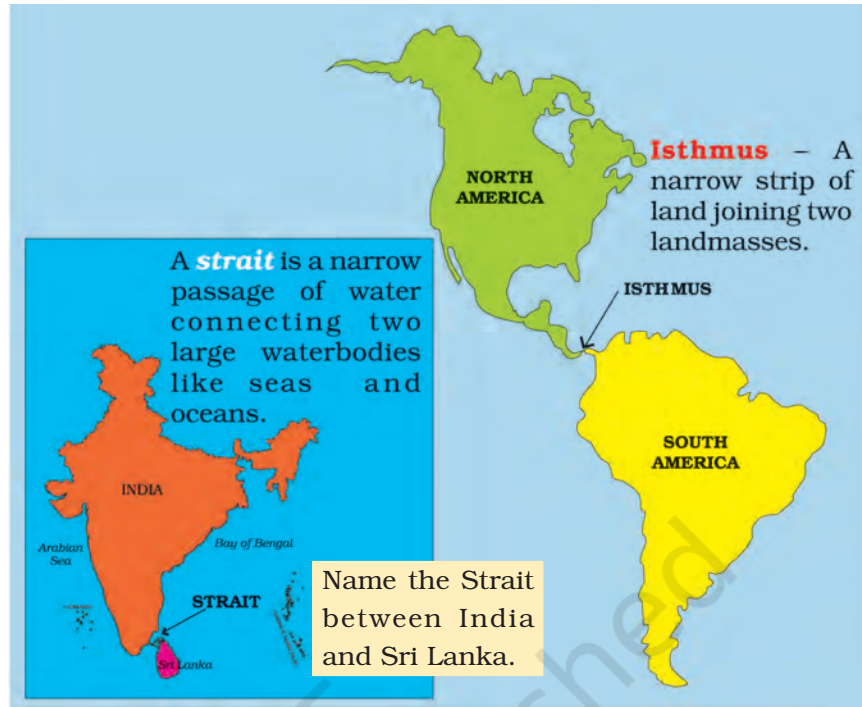 NORTH
AMERICA
Isthmus – A
narrow strip of
land joining two
landmasses.
ISTHMUS
A strait is a narrow
passage of water
connecting two
large waterbodies
like seas and
oceans.
INDIA
Arabian
Sea
Bay of Bengal
STRAIT
Sri Lanka
Name the Strait
between India
and Sri Lanka.
SOUTH
AMERICA